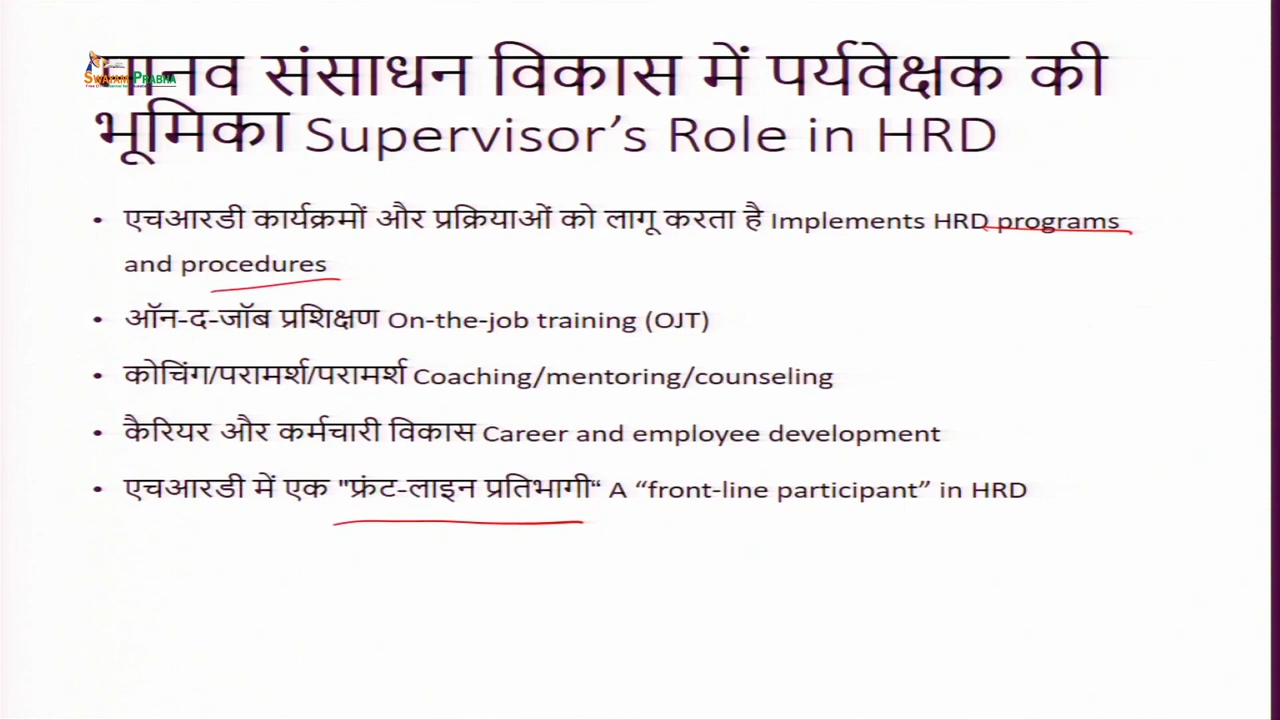 SWAYAM PRABHA
मानव संसाधन विकास में पर्यवेक्षक की
भूमिका Supervisor’s Role in HRD
• एचआरडी कार्यक्रमों और प्रक्रियाओं को लागू करता है Implements HRD programs
and procedures
• ऑन-द-जॉब प्रशिक्षण On-the-job training (OJT)
• कोचिंग/परामर्श/परामर्श Coaching/mentoring/counseling
• कैरियर और कर्मचारी विकास Career and employee development
• एचआरडी में एक "फ्रंट-लाइन प्रतिभागी“ A “front-line participant” in HRD